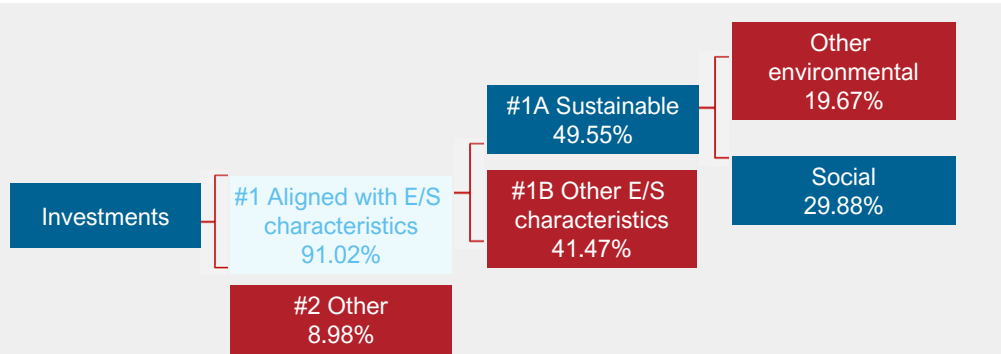 Investments
#1 Aligned with E/S
characteristics
91.02%
#2 Other
8.98%
#1A Sustainable
49.55%
#1B Other E/S
characteristics
41.47%
Other
environmental
19.67%
Social
29.88%